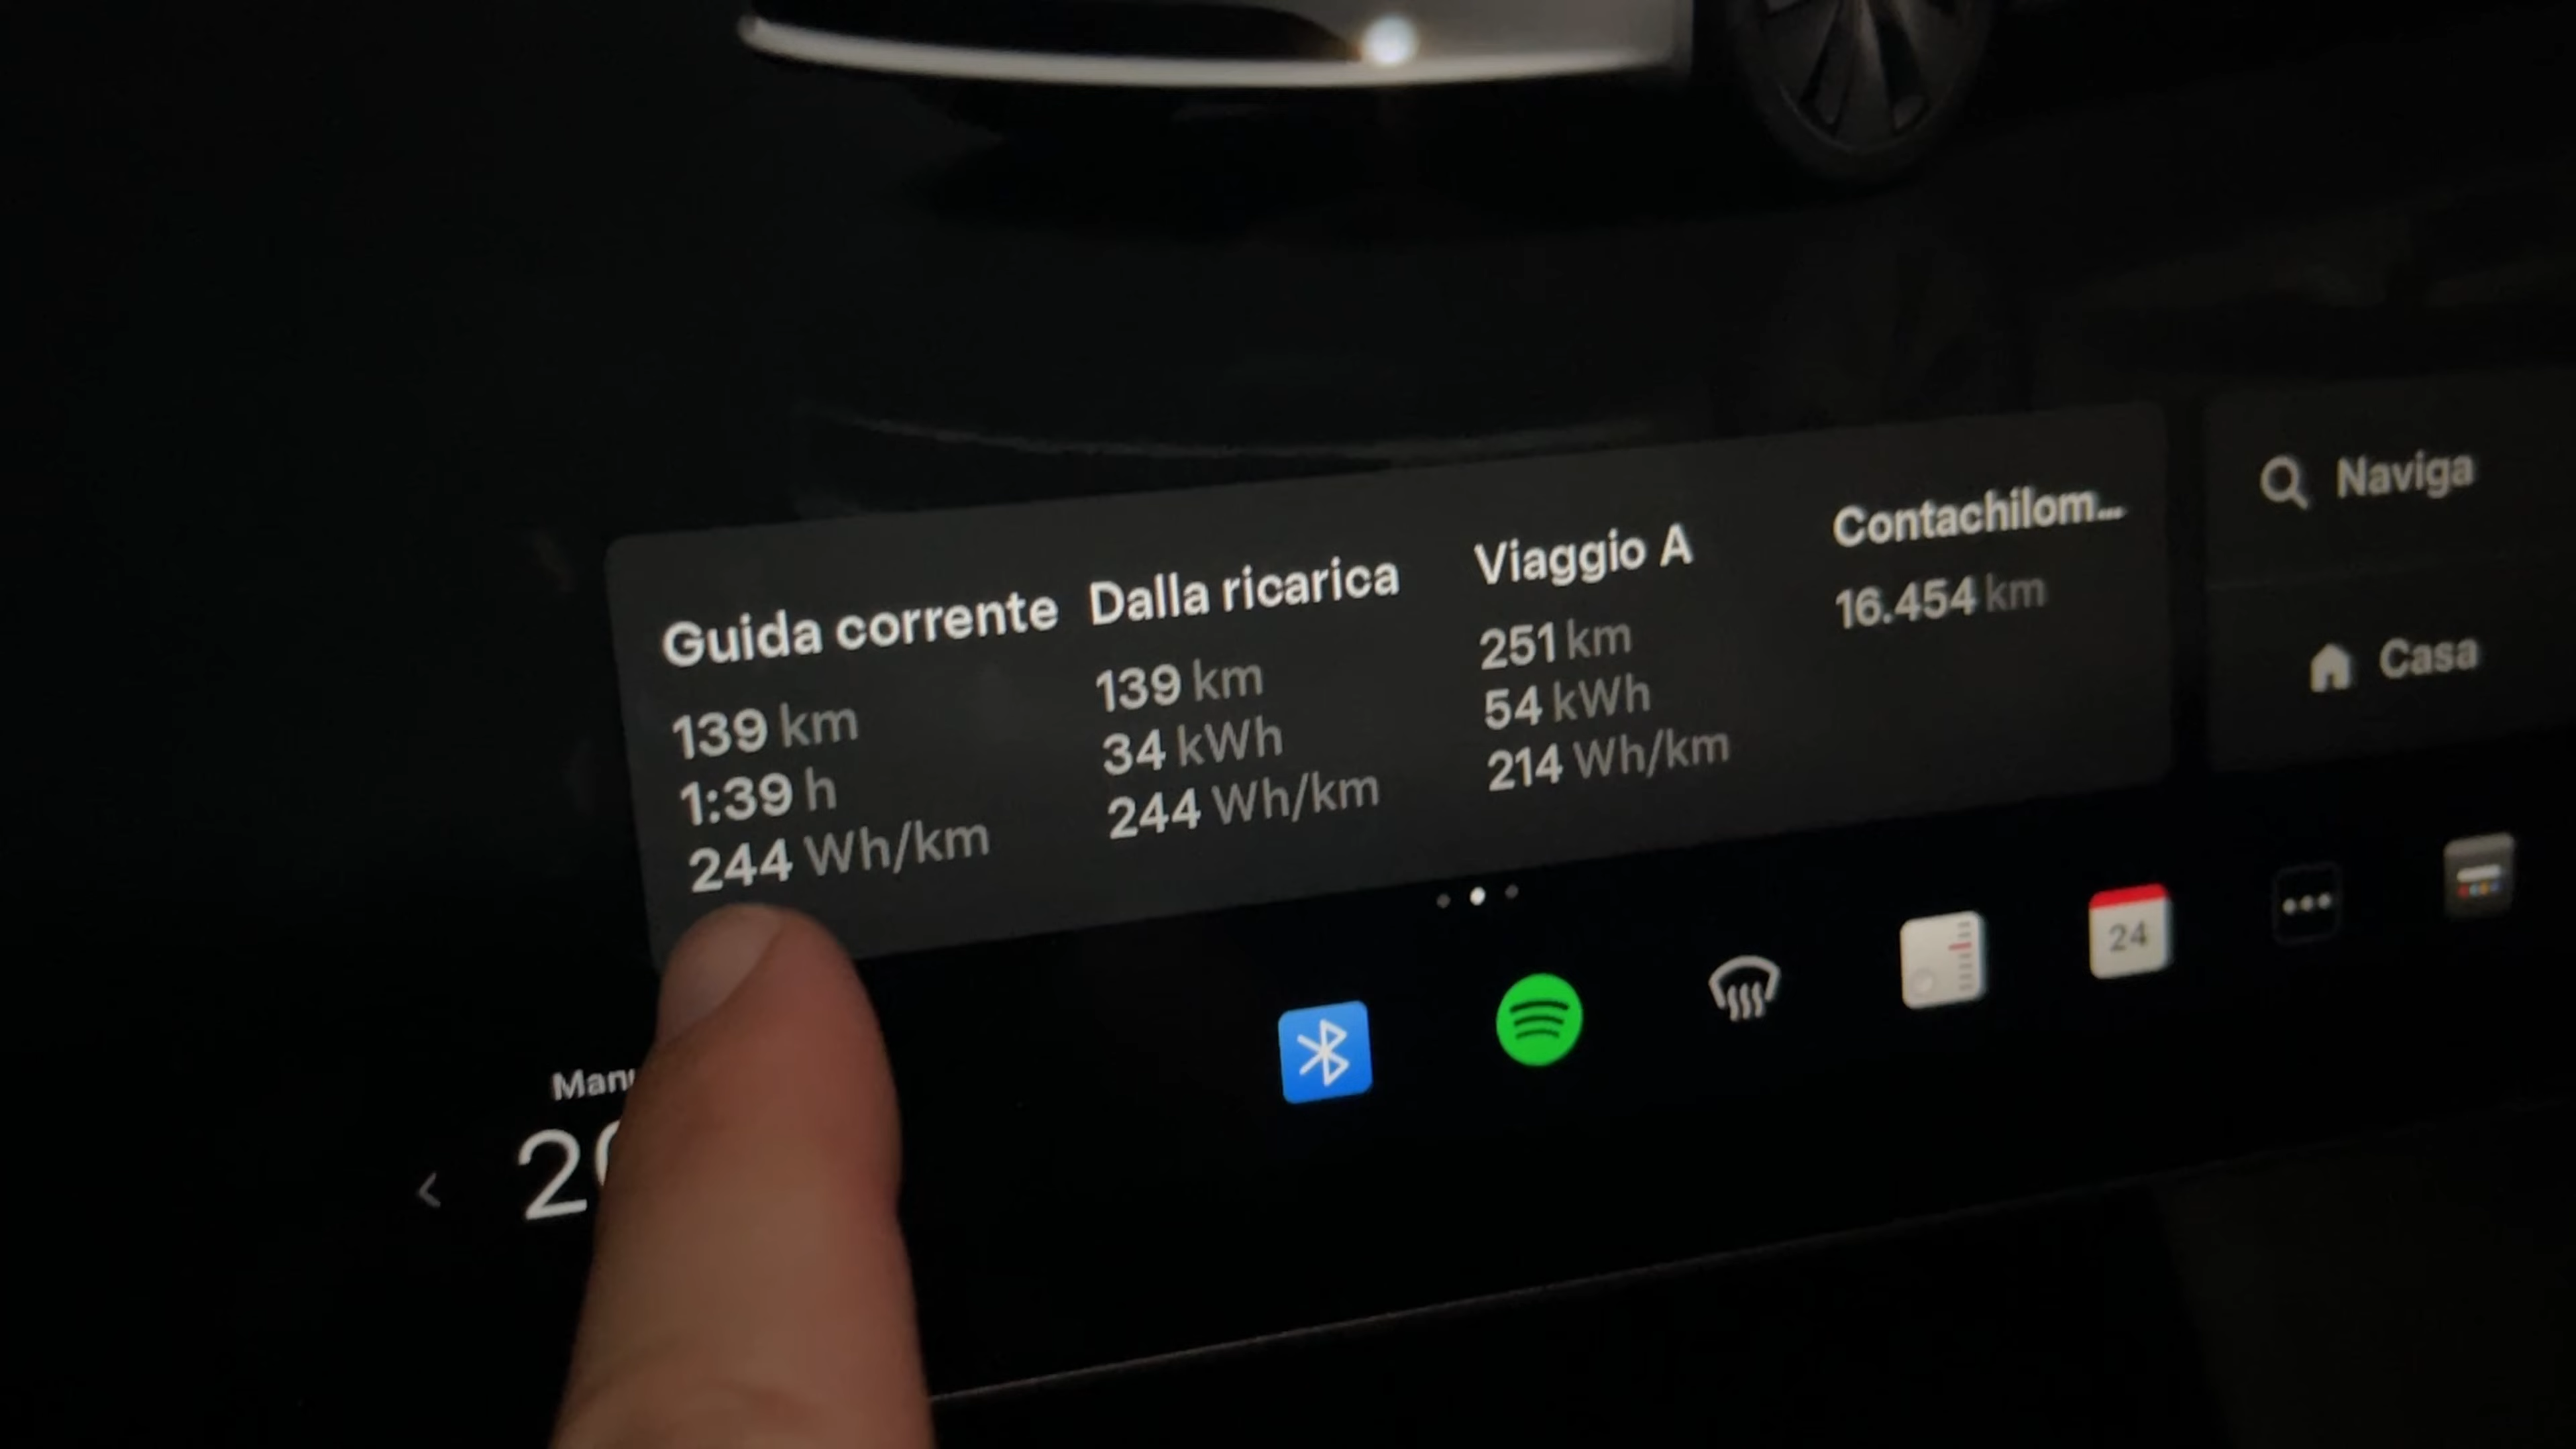 Guida corrente
139 km
1:39 h
244 Wh/km
Dalla ricarica
139 km
34 kWh
244 Wh/km
Viaggio A
251 km
54 kWh
214 Wh/km
Contachilom...
16.454 km
Naviga
Casa
24